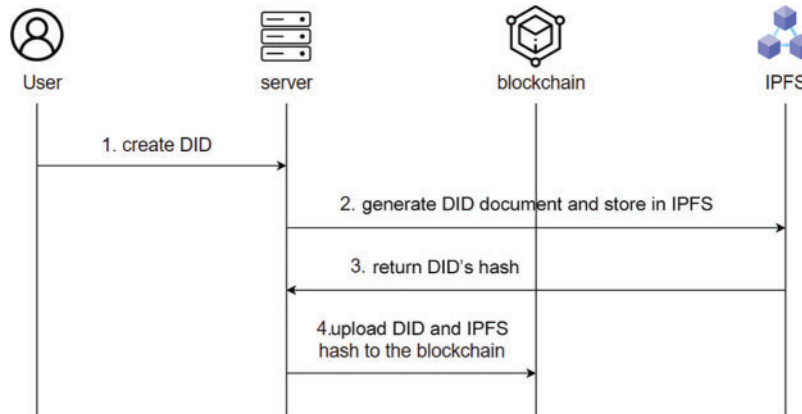 User
server
blockchain
IPFS
1. create DID
2. generate DID document and store in IPFS
3. return DID's hash
4.upload DID and IPFS
hash to the blockchain